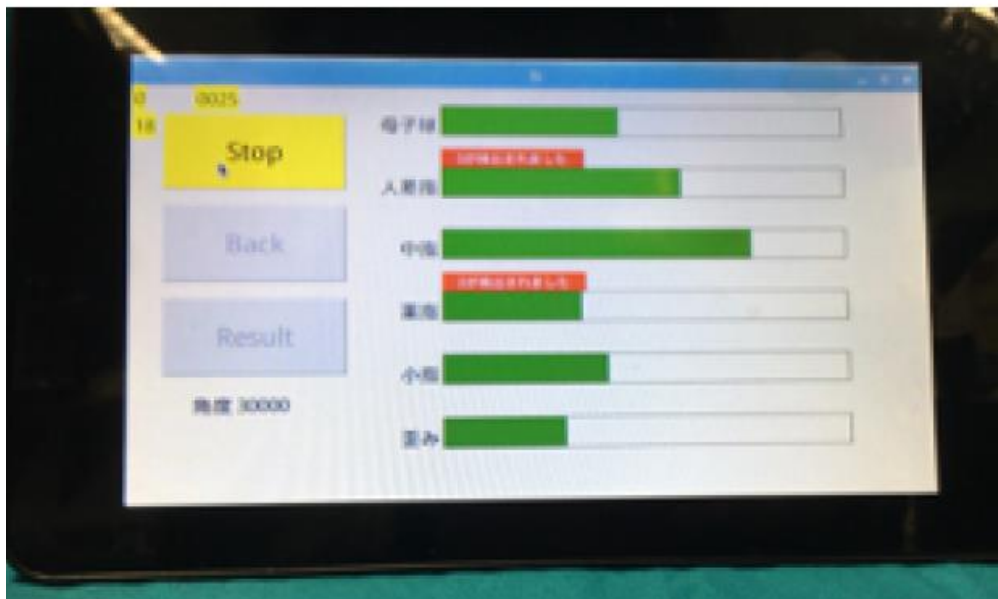 0 0025
18
Stop
Back
Result
角度 30000
母子球
人差指
中指
薬指
小指
歪み